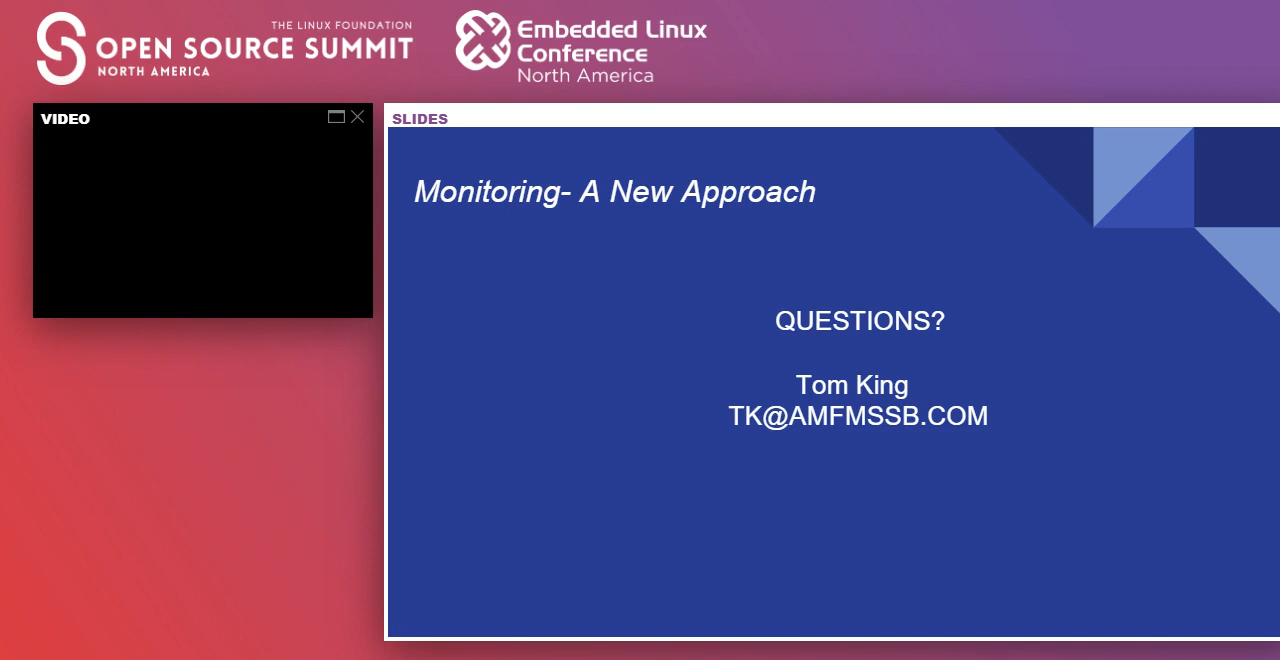 THE LINUX FOUNDATION
OPEN SOURCE SUMMIT
NORTH AMERICA
Embedded Linux
Conference
North America
VIDEO
SLIDES
Monitoring- A New Approach
QUESTIONS?
Tom King
TK@AMFMSSB.COM